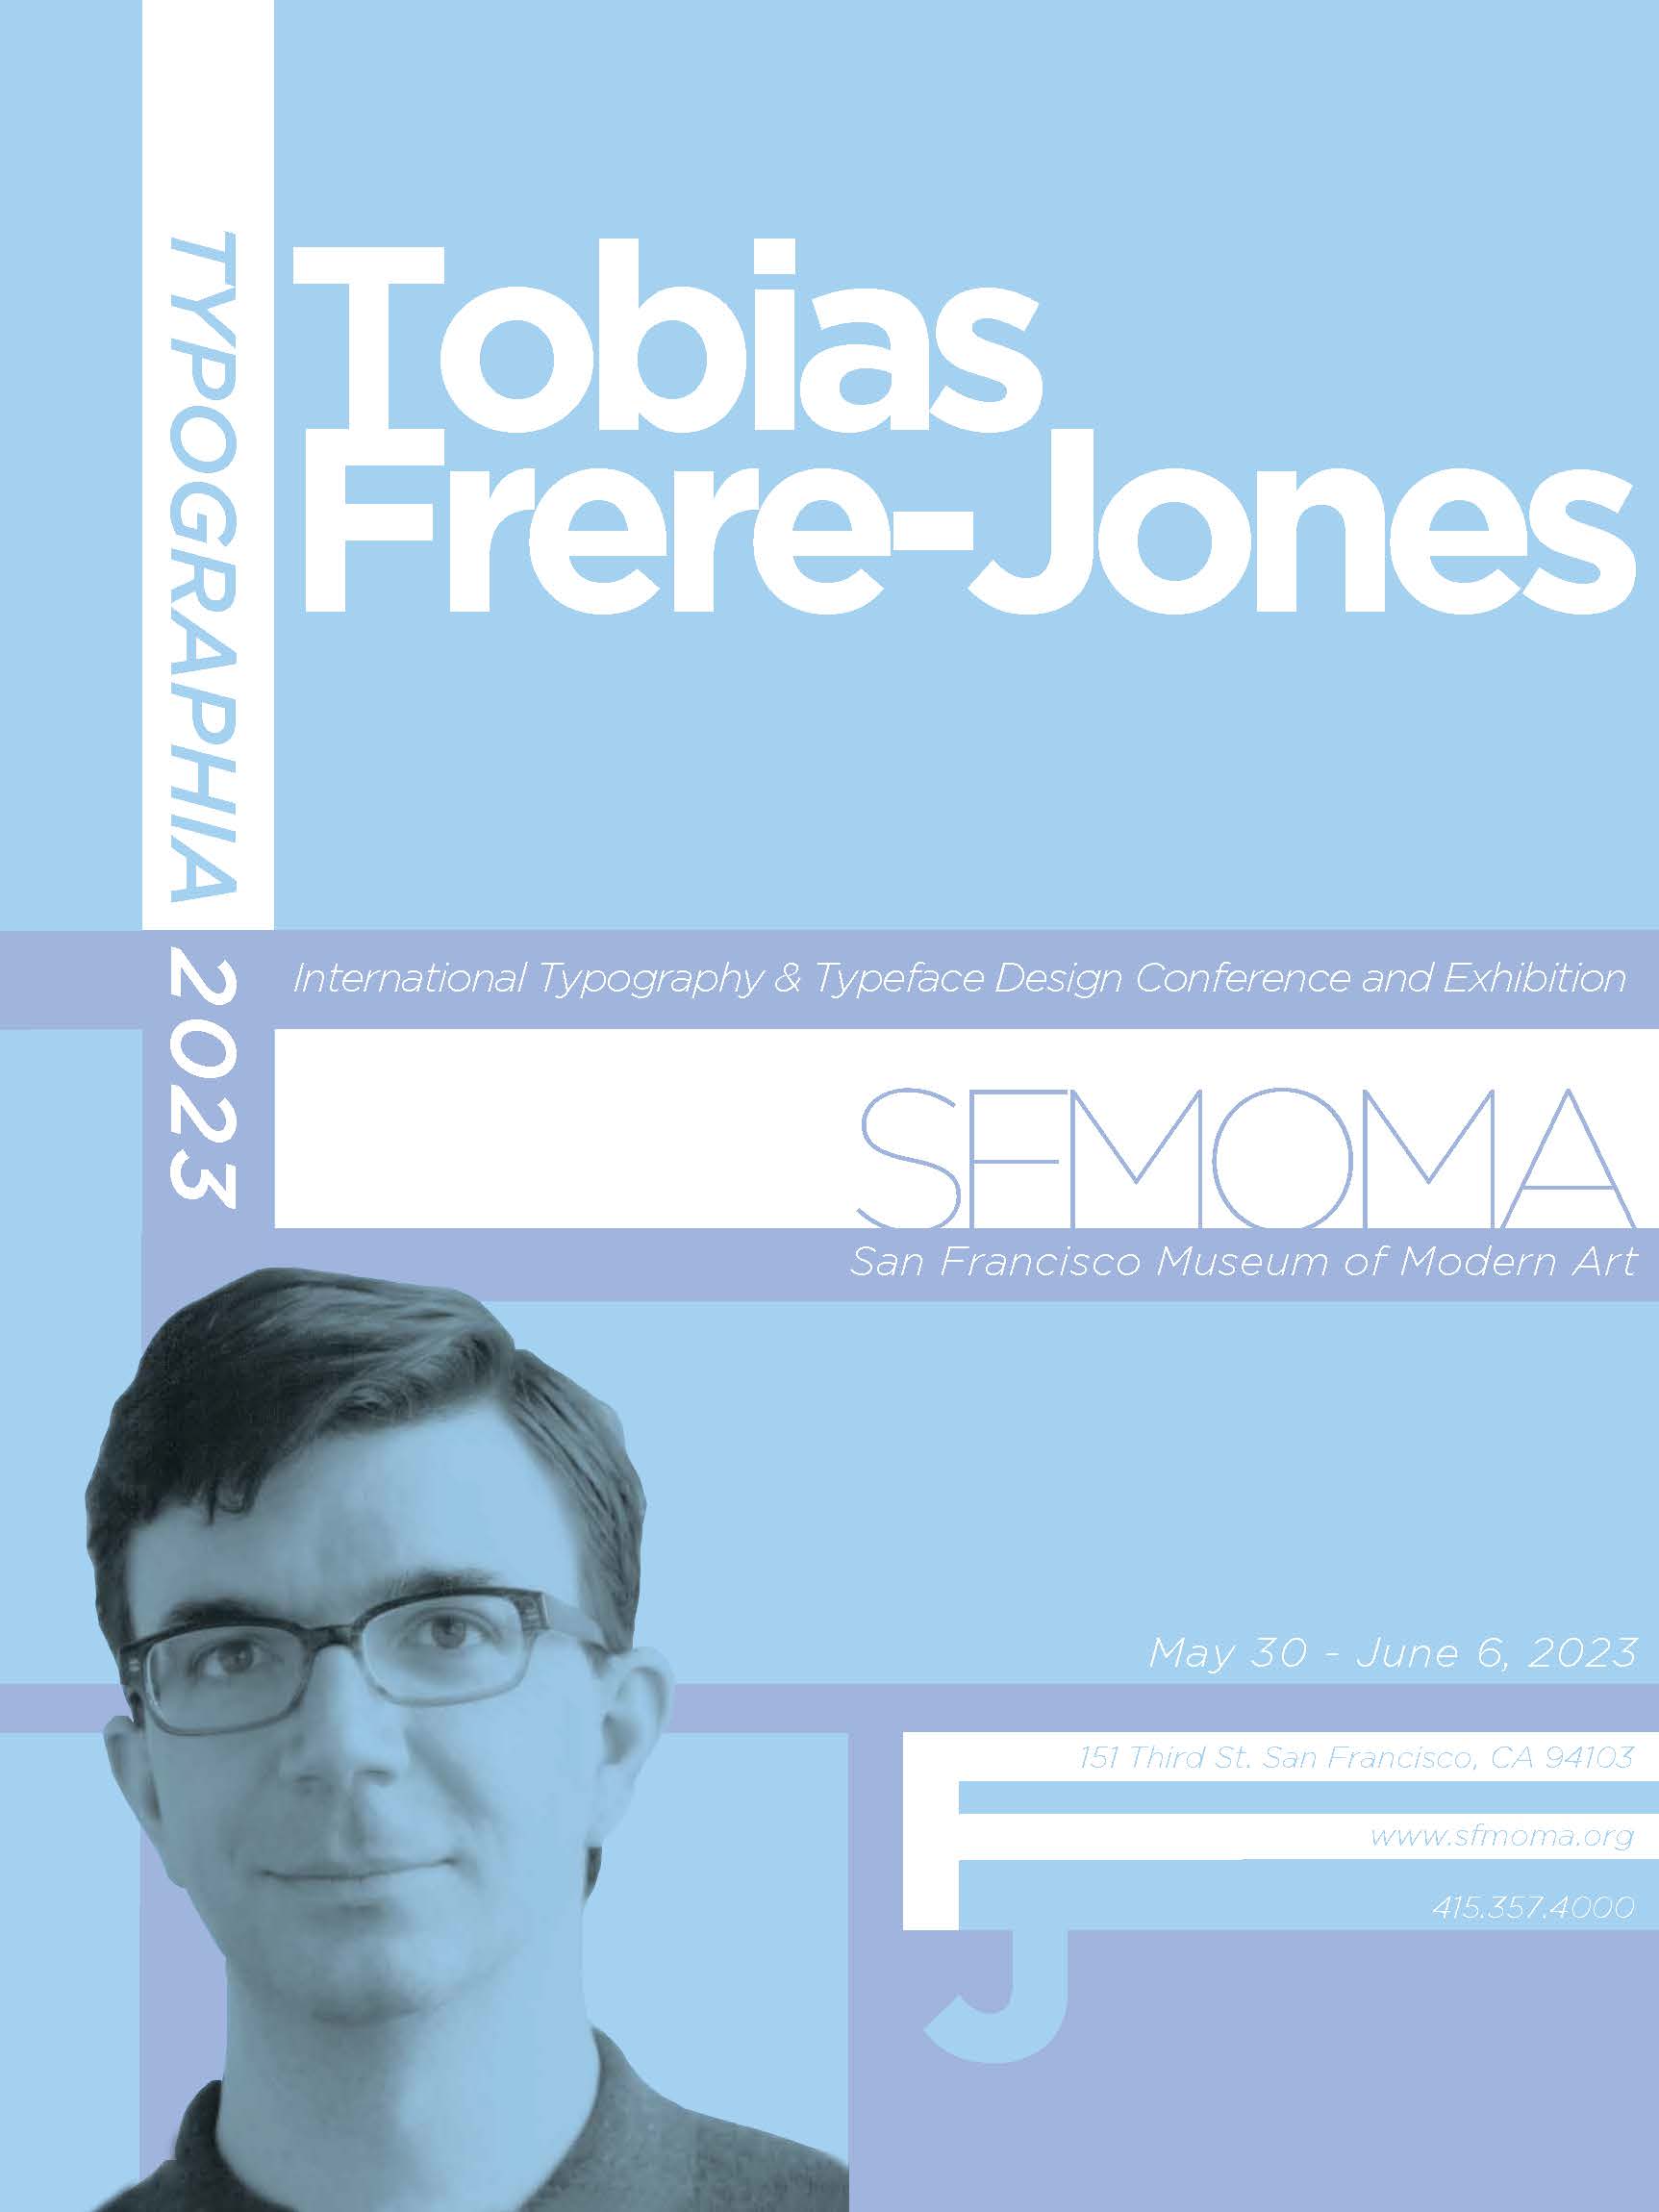 TYPOGRAPHIA 2023
Tobias
Frere-Jones
International Typography & Typeface Design Conference and Exhibition
SFMOMA
San Francisco Museum of Modern Art
May 30 - June 6, 2023
151 Third St. San Francisco, CA 94103
www.sfmoma.org
415.357.4000
FJ